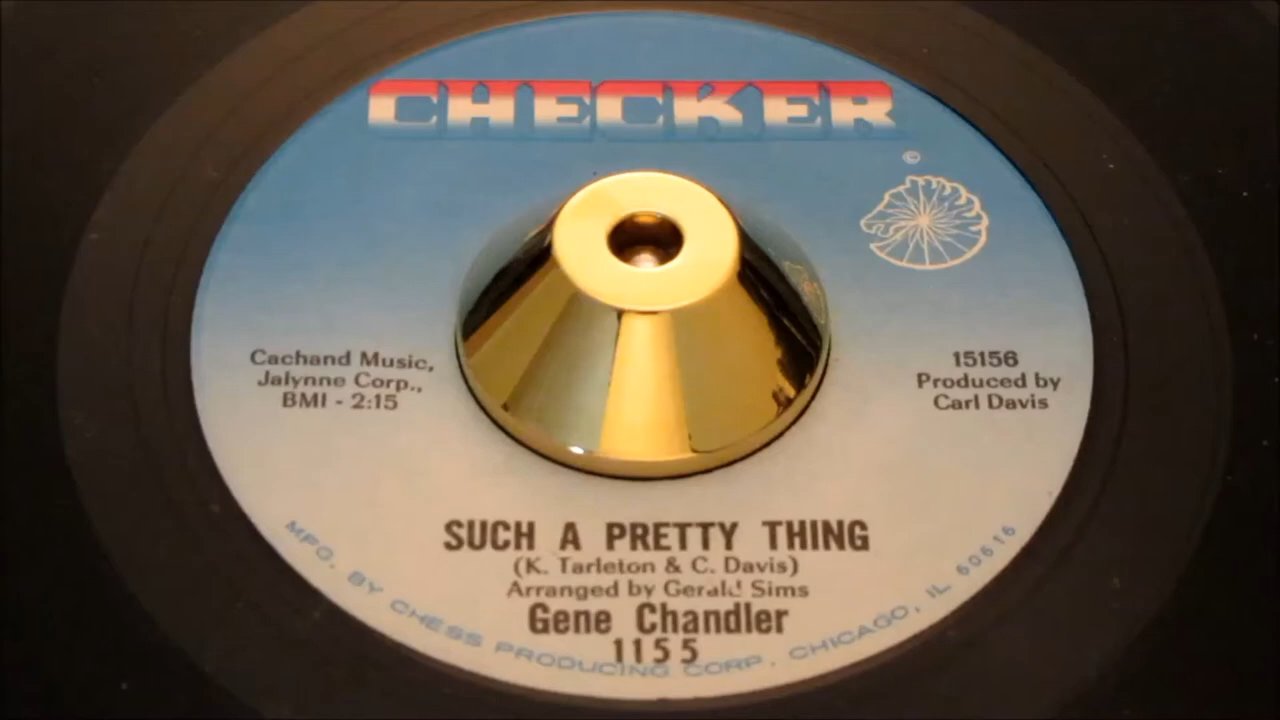 CHECKER
©
Cachand Music,
Jalynne Corp.,
BMI - 2:15
15156
Produced by
Carl Davis
SUCH A PRETTY THING
(K. Tarleton & C. Davis)
Arranged by Gerald Sims
Gene Chandler
1155
MFG. BY CHESS PRODUCING CORP. CHICAGO, IL 60616